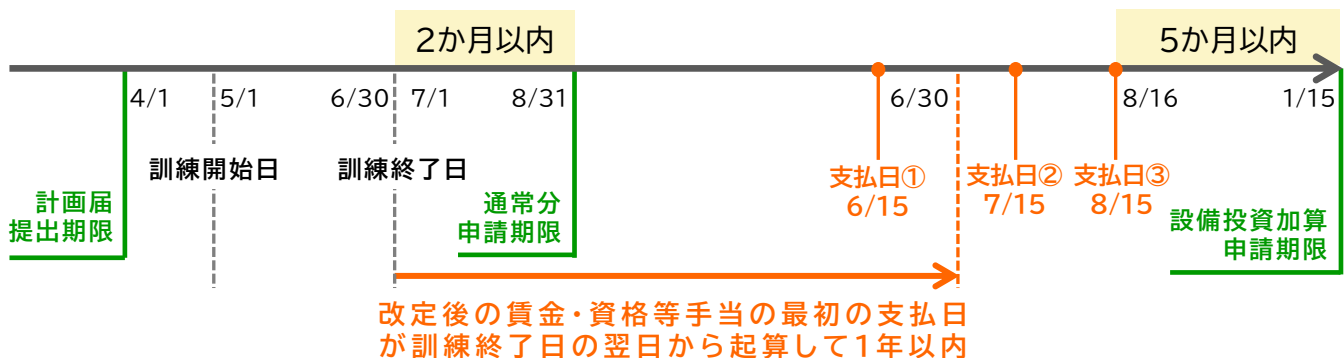 2か月以内
5か月以内
4/1
5/1
6/30
7/1
8/31
6/30
8/16
1/15
訓練開始日
訓練終了日
支払日①
6/15
支払日②
7/15
支払日③
8/15
計画届
提出期限
通常分
申請期限
設備投資加算
申請期限
改定後の賃金・資格等手当の最初の支払日
が訓練終了日の翌日から起算して1年以内